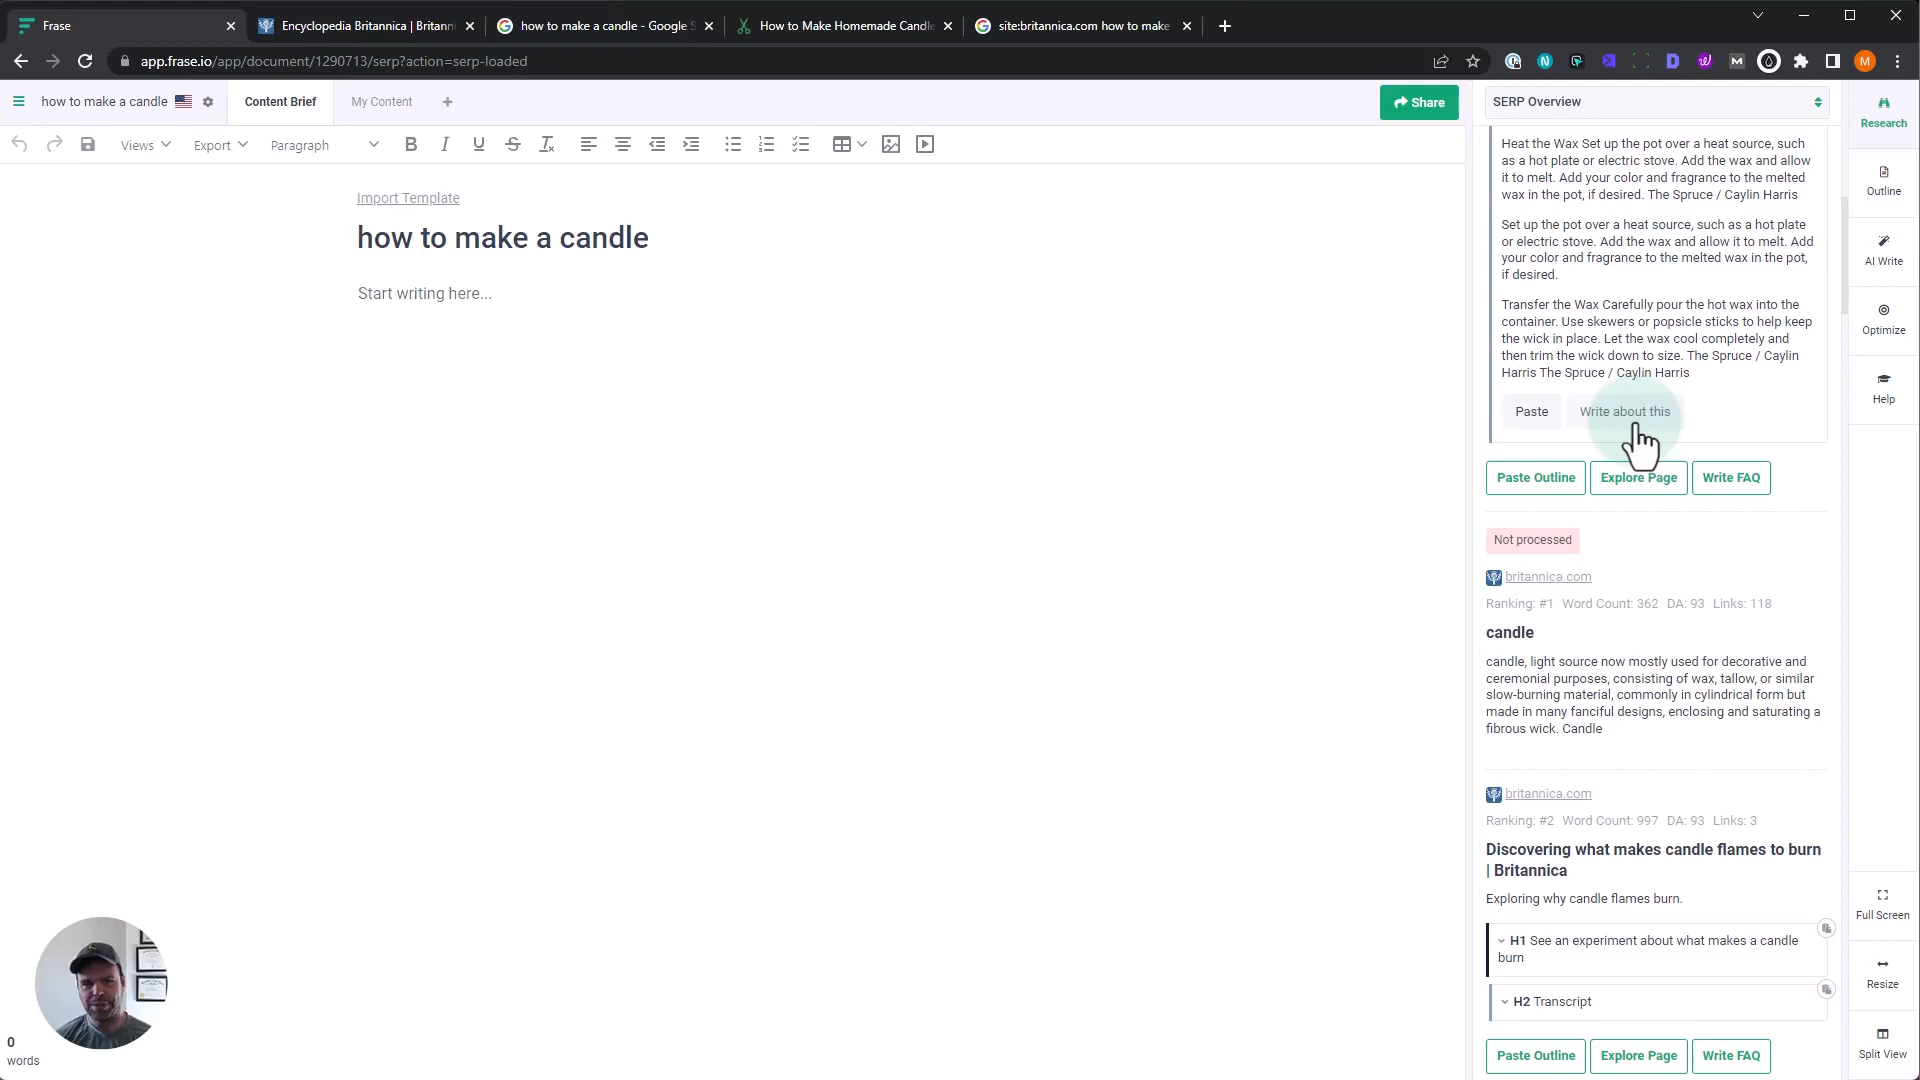 Frase
Encyclopedia Britannica | Britann
how to make a candle - Google S
How to Make Homemade Candle
site:britannica.com how to make
app.frase.io/app/document/1290713/serp?action=serp-loaded
how to make a candle
Content Brief
My Content
Share
Views
Export
Paragraph
Import Template
how to make a candle
Start writing here...
0
words
SERP Overview
Heat the Wax Set up the pot over a heat source, such
as a hot plate or electric stove. Add the wax and allow
it to melt. Add your color and fragrance to the melted
wax in the pot, if desired. The Spruce / Caylin Harris
Set up the pot over a heat source, such as a hot plate
or electric stove. Add the wax and allow it to melt. Add
your color and fragrance to the melted wax in the pot,
if desired.
Transfer the Wax Carefully pour the hot wax into the
container. Use skewers or popsicle sticks to help keep
the wick in place. Let the wax cool completely and
then trim the wick down to size. The Spruce / Caylin
Harris The Spruce / Caylin Harris
Paste
Write about this
Paste Outline
Explore Page
Write FAQ
Not processed
britannica.com
Ranking: #1 Word Count: 362 DA: 93 Links: 118
candle
candle, light source now mostly used for decorative and
ceremonial purposes, consisting of wax, tallow, or similar
slow-burning material, commonly in cylindrical form but
made in many fanciful designs, enclosing and saturating a
fibrous wick. Candle
britannica.com
Ranking: #2 Word Count: 997 DA: 93 Links: 3
Discovering what makes candle flames to burn
| Britannica
Exploring why candle flames burn.
H1 See an experiment about what makes a candle
burn
H2 Transcript
Paste Outline
Explore Page
Write FAQ
Research
Outline
AI Write
Optimize
Help
Full Screen
Resize
Split View